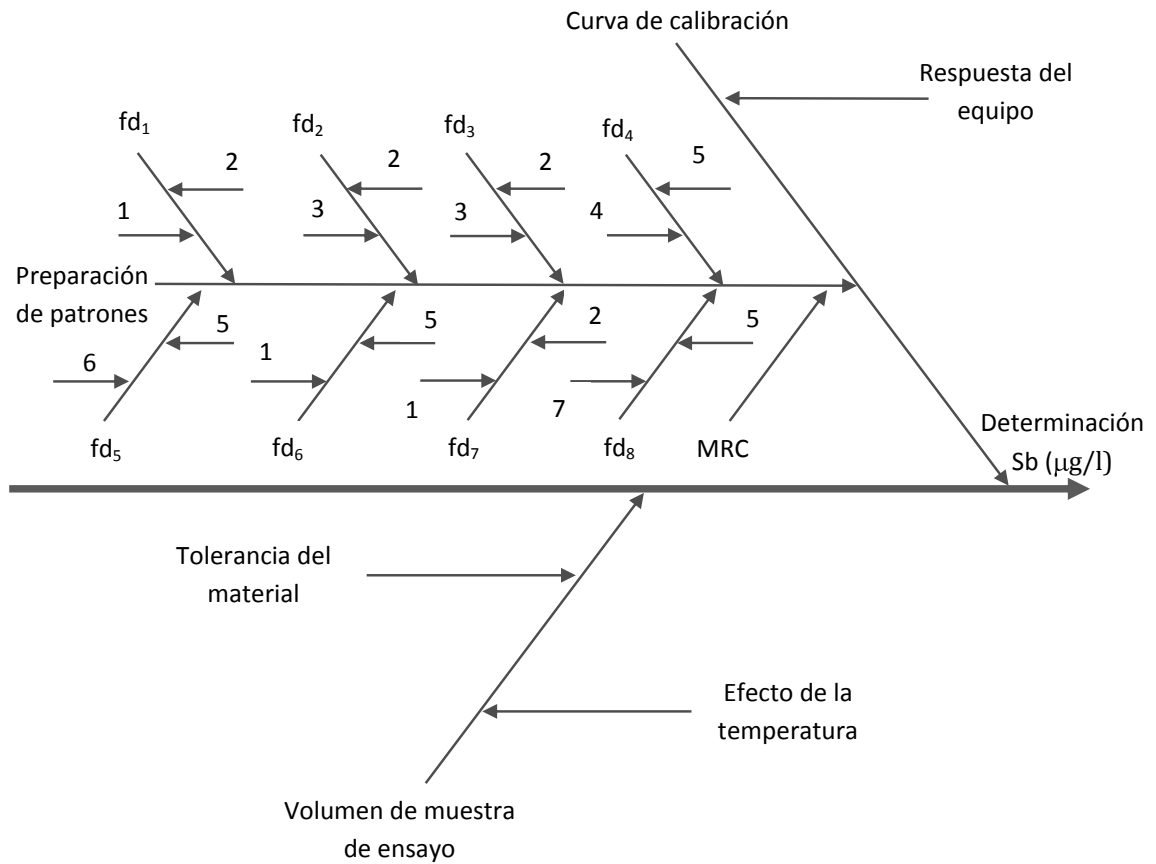 Curva de calibración
Respuesta del
equipo
fd₁
fd₂
fd₃
fd₄
2
2
2
5
1
3
3
4
Preparación
de patrones
5
5
2
5
6
1
1
7
fd₅
fd₆
fd₇
fd₈
MRC
Determinación
Sb (µg/l)
Tolerancia del
material
Efecto de la
temperatura
Volumen de muestra
de ensayo